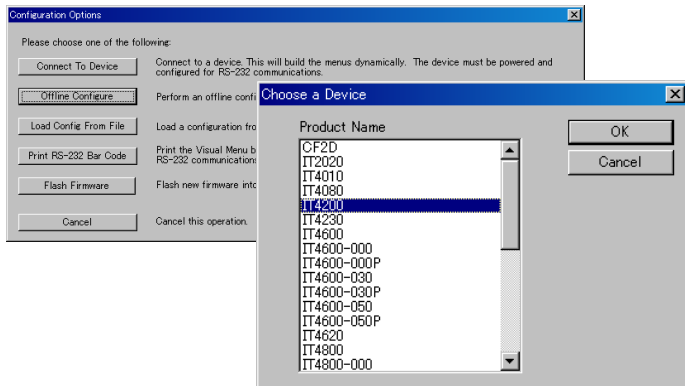 Configuration Options
Please choose one of the following:
Connect To Device
Connect to a device. This will build the menus dynamically. The device must be powered and
configured for RS-232 communications.
Offline Configure
Perform an offline confi
Load Config From File
Load a configuration fro
Print RS-232 Bar Code
Print the Visual Menu b
RS-232 communication
Flash Firmware
Flash new firmware into
Cancel
Cancel this operation.
Choose a Device
Product Name
CF2D
IT2020
IT4010
IT4080
IT4200
IT4230
IT4600
IT4600-000
IT4600-000P
IT4600-030
IT4600-030P
IT4600-050
IT4600-050P
IT4620
IT4800
IT4800-000
OK
Cancel